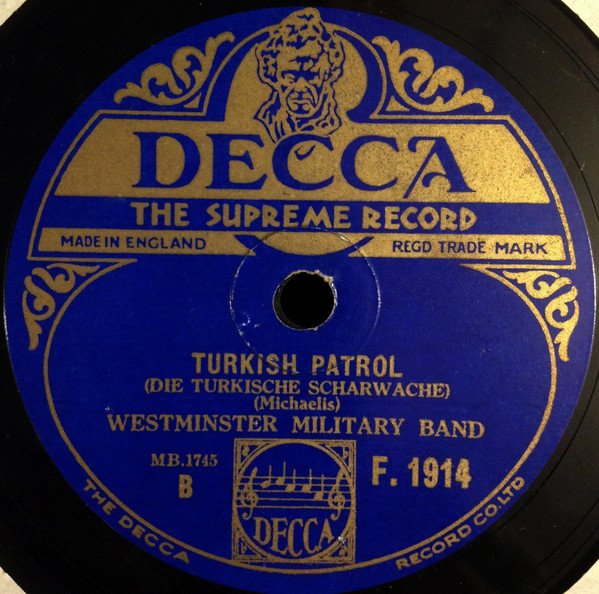 DECCA
THE SUPREME RECORD
MADE IN ENGLAND REGD TRADE MARK
TURKISH PATROL
(DIE TURKISCHE SCHARWACHE)
(Michaelis)
WESTMINSTER MILITARY BAND
M.B.1745
B
F. 1914
DECCA
THE DECCA RECORD CO. LTD